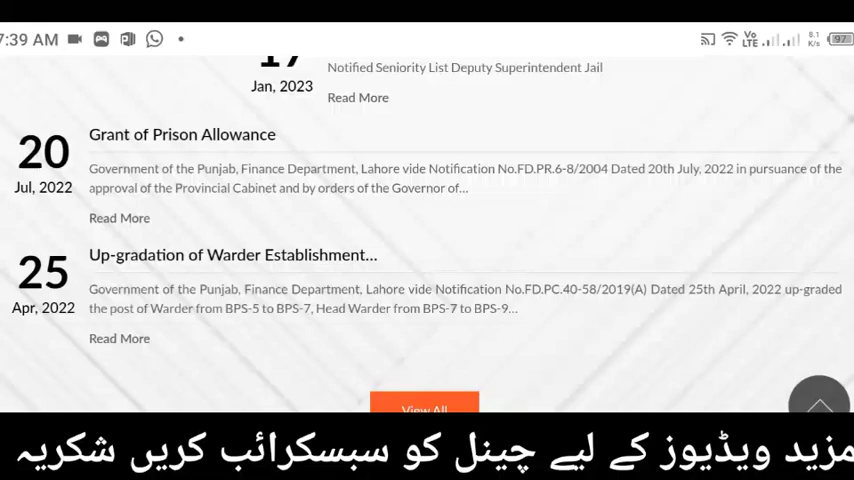 7:39 AM
Vo LTE
8.1 K/s
97
17
Jan, 2023
Notified Seniority List Deputy Superintendent Jail
Read More
20
Jul, 2022
Grant of Prison Allowance
Government of the Punjab, Finance Department, Lahore vide Notification No.FD.PR.6-8/2004 Dated 20th July, 2022 in pursuance of the
approval of the Provincial Cabinet and by orders of the Governor of...
Read More
25
Apr, 2022
Up-gradation of Warder Establishment...
Government of the Punjab, Finance Department, Lahore vide Notification No.FD.PC.40-58/2019(A) Dated 25th April, 2022 up-graded
the post of Warder from BPS-5 to BPS-7, Head Warder from BPS-7 to BPS-9...
Read More
View All
مزید ویڈیوز کے لیے چینل کو سبسکرائب کریں شکریہ